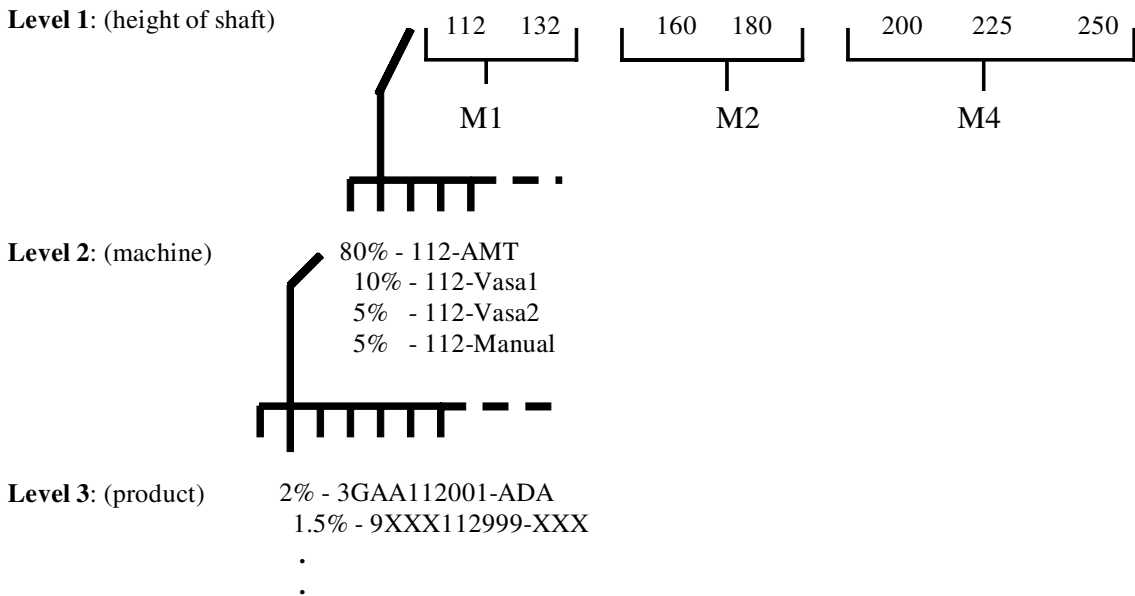 Level 1: (height of shaft) 112 132 160 180 200 225 250
M1 M2 M4
Level 2: (machine) 80% - 112-AMT
10% - 112-Vasa1
5% - 112-Vasa2
5% - 112-Manual
Level 3: (product) 2% - 3GAA112001-ADA
1.5% - 9XXX112999-XXX
.
.